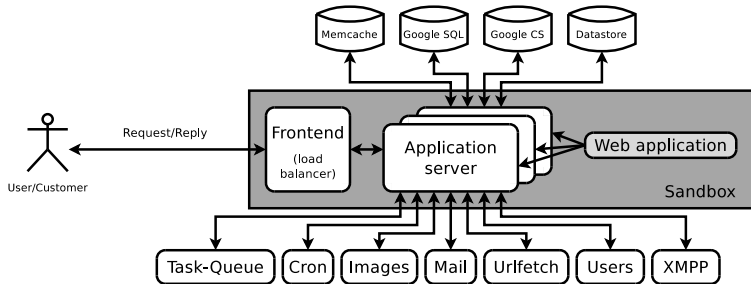 Memcache
Google SQL
Google CS
Datastore
Request/Reply
User/Customer
Frontend
(load
balancer)
Application
server
Web application
Sandbox
Task-Queue
Cron
Images
Mail
Urlfetch
Users
XMPP